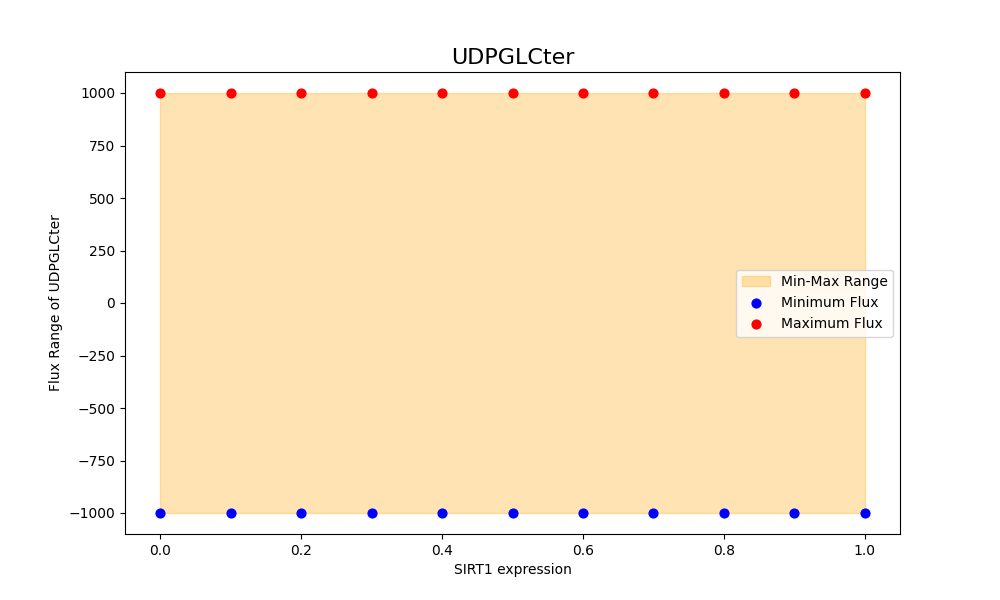 UDPGLCter
Flux Range of UDPGLCter
1000
750
500
250
0
−250
−500
−750
−1000
Min-Max Range
Minimum Flux
Maximum Flux
0.0 0.2 0.4 0.6 0.8 1.0
SIRT1 expression